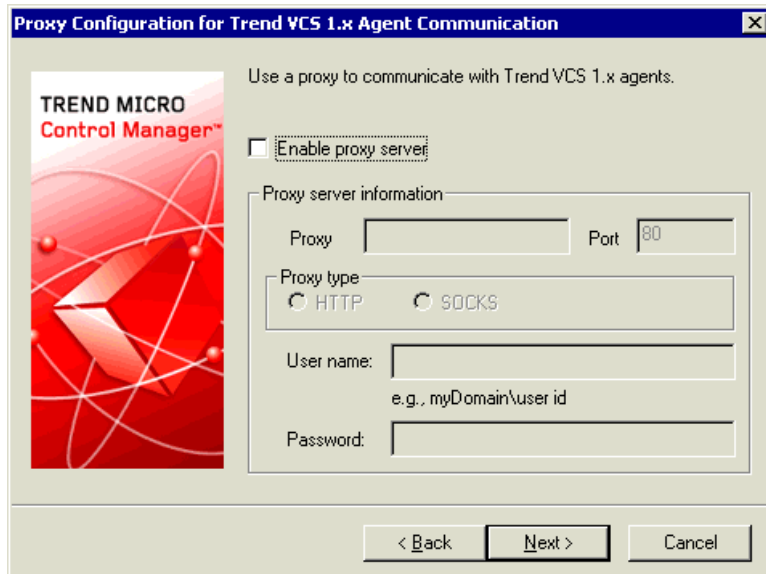 Proxy Configuration for Trend VCS 1.x Agent Communication
TREND MICRO
Control Manager™
Use a proxy to communicate with Trend VCS 1.x agents.
Enable proxy server
Proxy server information
Proxy
Port 80
Proxy type
HTTP SOCKS
User name:
e.g., myDomain\user id
Password:
< Back Next > Cancel